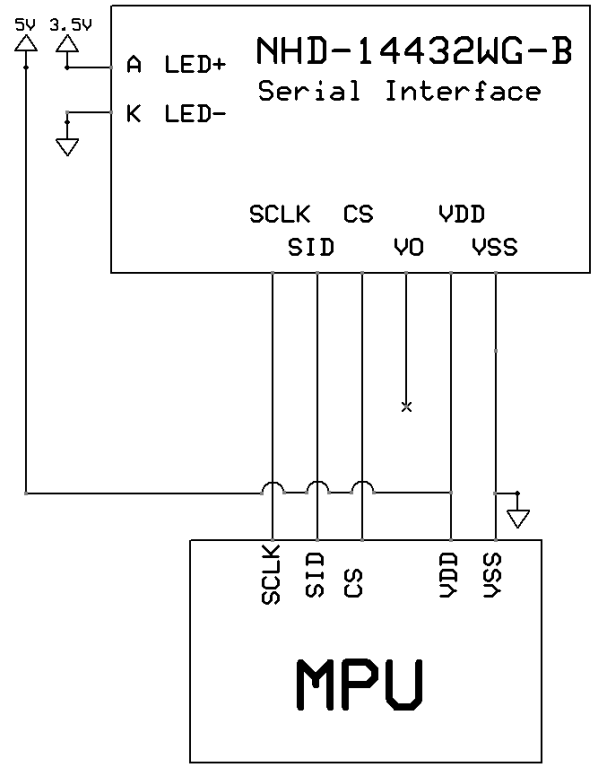 5V 3.5V
NHD-14432WG-B
A LED+
Serial Interface
K LED-
SCLK CS VDD
SID VO VSS
SCLK SID CS VDD VSS
MPU